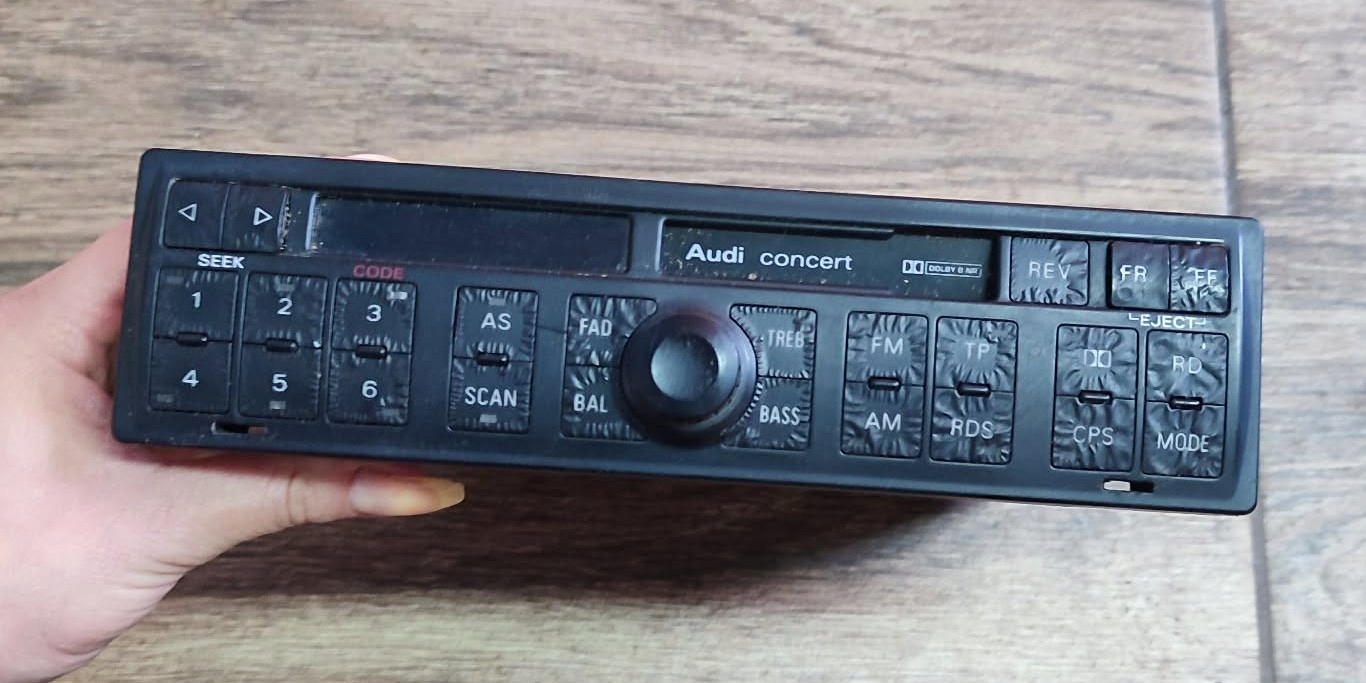 SEEK
CODE
Audi concert
DOLBY B NR
REV
FR
FF
EJECT
1
2
3
4
5
6
AS
SCAN
FAD
BAL
TREB
BASS
FM
AM
TP
RDS
CPS
RD
MODE